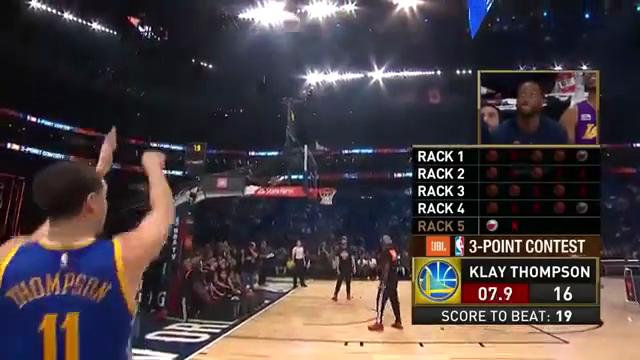 THOMPSON
11
RACK 1
RACK 2
RACK 3
RACK 4
RACK 5
JBL 3-POINT CONTEST
KLAY THOMPSON
07.9 16
SCORE TO BEAT: 19